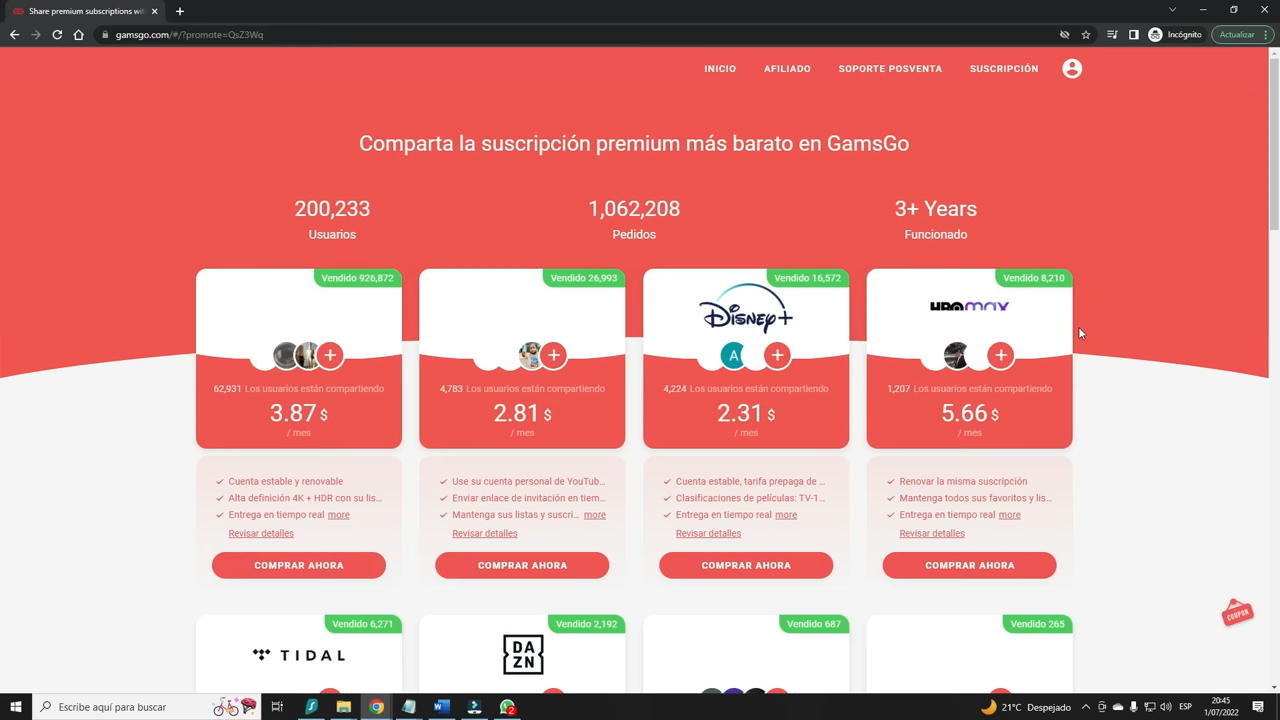 Share premium subscriptions wit
gamsgo.com/#/?promote=QsZ3Wq
Incógnito
Actualizar
INICIO
AFILIADO
SOPORTE POSVENTA
SUSCRIPCIÓN
Comparta la suscripción premium más barato en GamsGo
200,233
1,062,208
3+ Years
Usuarios
Pedidos
Funcionado
Vendido 926,872
62,931 Los usuarios están compartiendo
3.87 $
/ mes
Cuenta estable y renovable
Alta definición 4K + HDR con su lis...
Entrega en tiempo real more
Revisar detalles
COMPRAR AHORA
Vendido 26,993
4,783 Los usuarios están compartiendo
2.81 $
/ mes
Use su cuenta personal de YouTub...
Enviar enlace de invitación en tiem...
Mantenga sus listas y suscri... more
Revisar detalles
COMPRAR AHORA
Vendido 16,572
Disney+
A
4,224 Los usuarios están compartiendo
2.31 $
/ mes
Cuenta estable, tarifa prepaga de ...
Clasificaciones de películas: TV-1...
Entrega en tiempo real more
Revisar detalles
COMPRAR AHORA
Vendido 8,210
HBO max
1,207 Los usuarios están compartiendo
5.66 $
/ mes
Renovar la misma suscripción
Mantenga todos sus favoritos y lis...
Entrega en tiempo real more
Revisar detalles
COMPRAR AHORA
COUPON
Vendido 6,271
TIDAL
Vendido 2,192
DA
ZN
Vendido 687
Vendido 265
Escribe aquí para buscar
2
21°C Despejado
ESP
20:45
1/07/2022